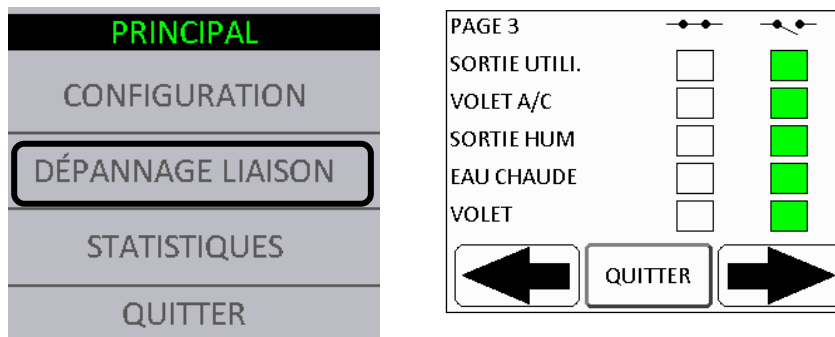 PRINCIPAL
CONFIGURATION
DÉPANNAGE LIAISON
STATISTIQUES
QUITTER
PAGE 3
SORTIE UTILI.
VOLET A/C
SORTIE HUM
EAU CHAUDE
VOLET
QUITTER